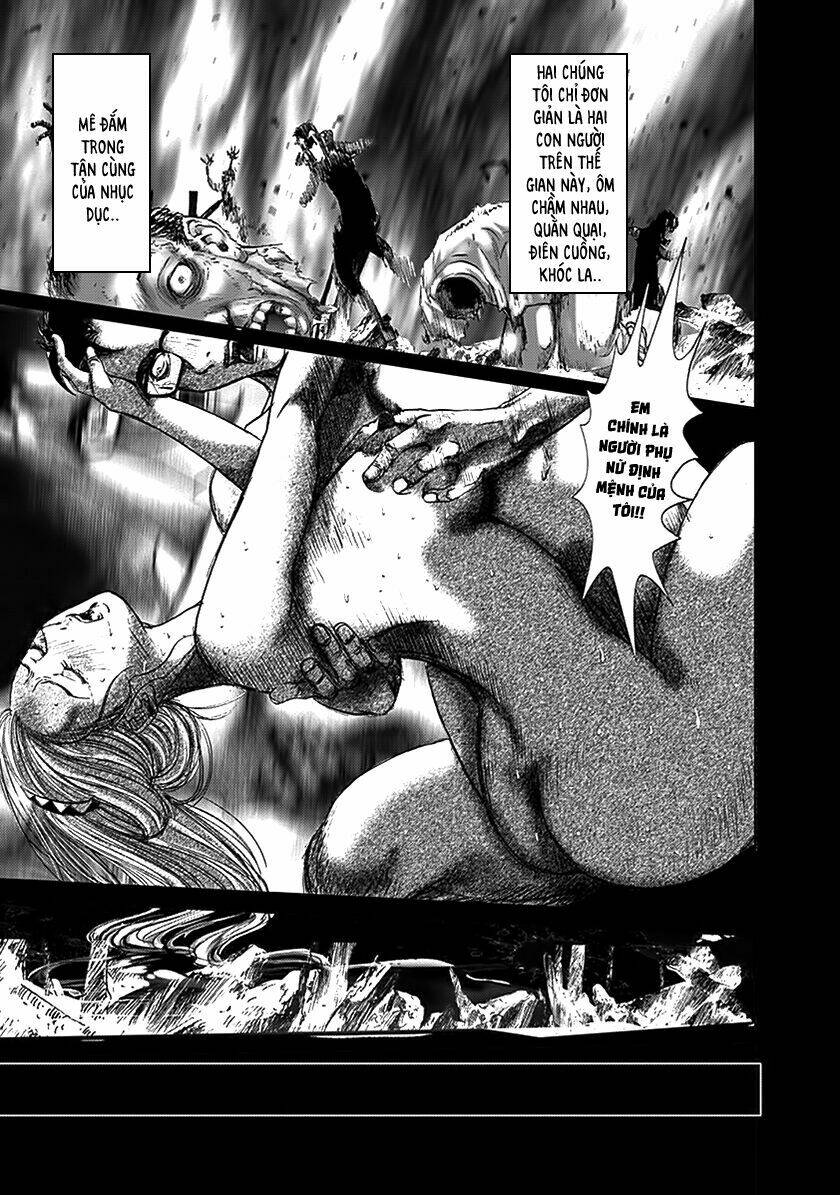 HAI CHÚNG
TÔI CHỈ ĐƠN
GIẢN LÀ HAI
CON NGƯỜI
TRÊN THẾ
GIAN NÀY, ÔM
CHẦM NHAU,
QUẰN QUẠI,
ĐIÊN CUỒNG,
KHÓC LA..
MÊ ĐẮM
TRONG
TẬN CÙNG
CỦA NHỤC
DỤC..
EM
CHÍNH LÀ
NGƯỜI PHỤ
NỮ ĐỊNH
MỆNH CỦA
TÔI!!